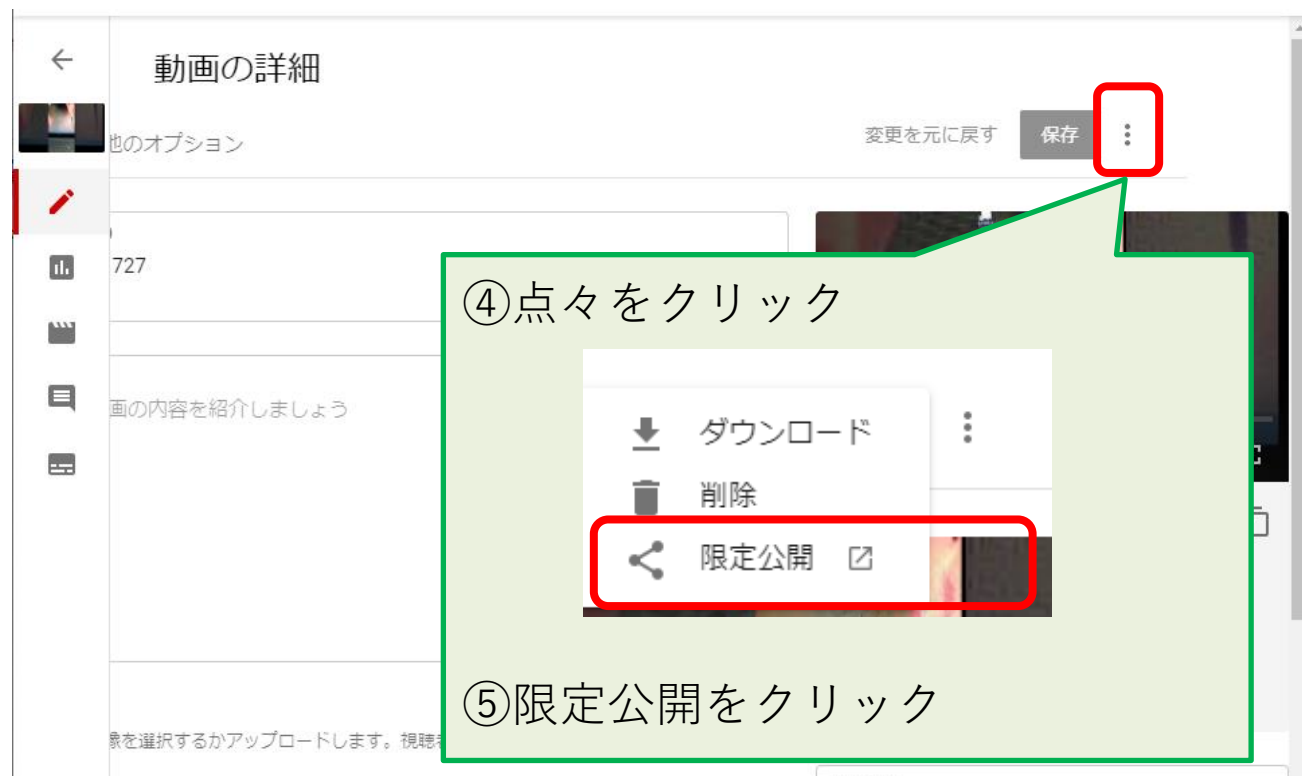 動画の詳細
他のオプション
変更を元に戻す
保存
727
画の内容を紹介しましょう
④点々をクリック
ダウンロード
削除
限定公開
⑤限定公開をクリック
像を選択するかアップロードします。視聴